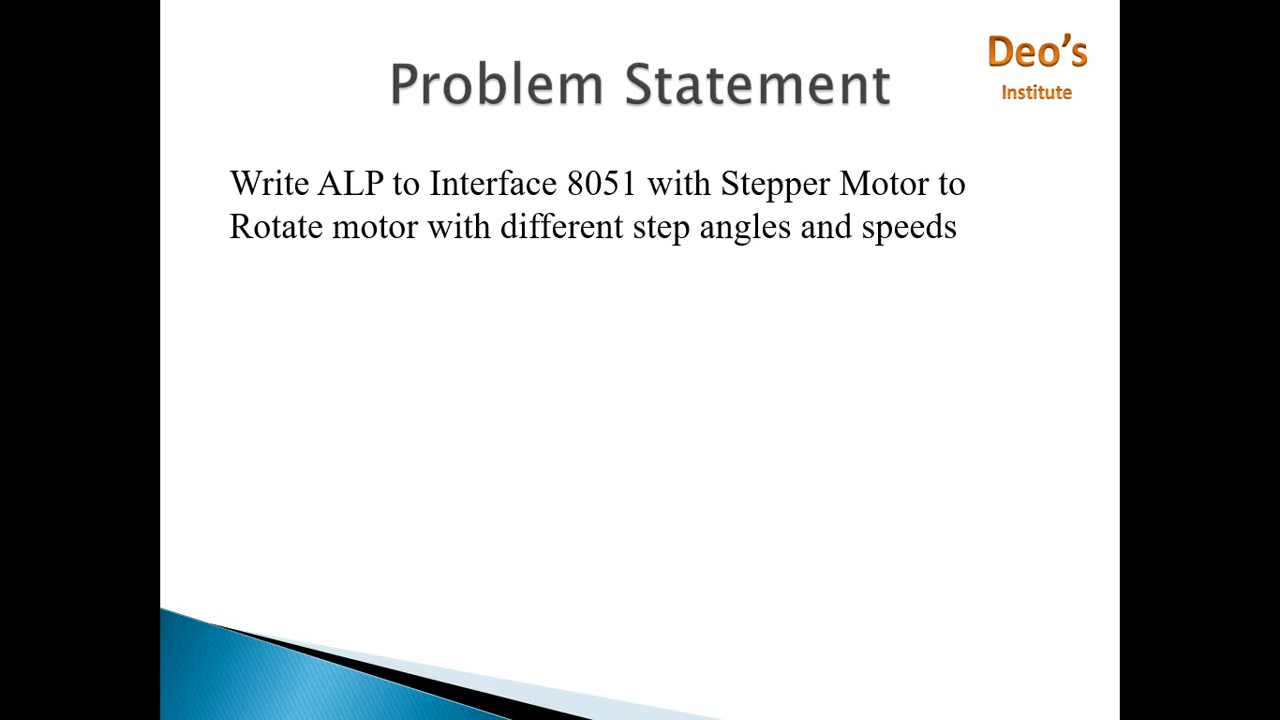 Deo's
Institute
Problem Statement
Write ALP to Interface 8051 with Stepper Motor to
Rotate motor with different step angles and speeds